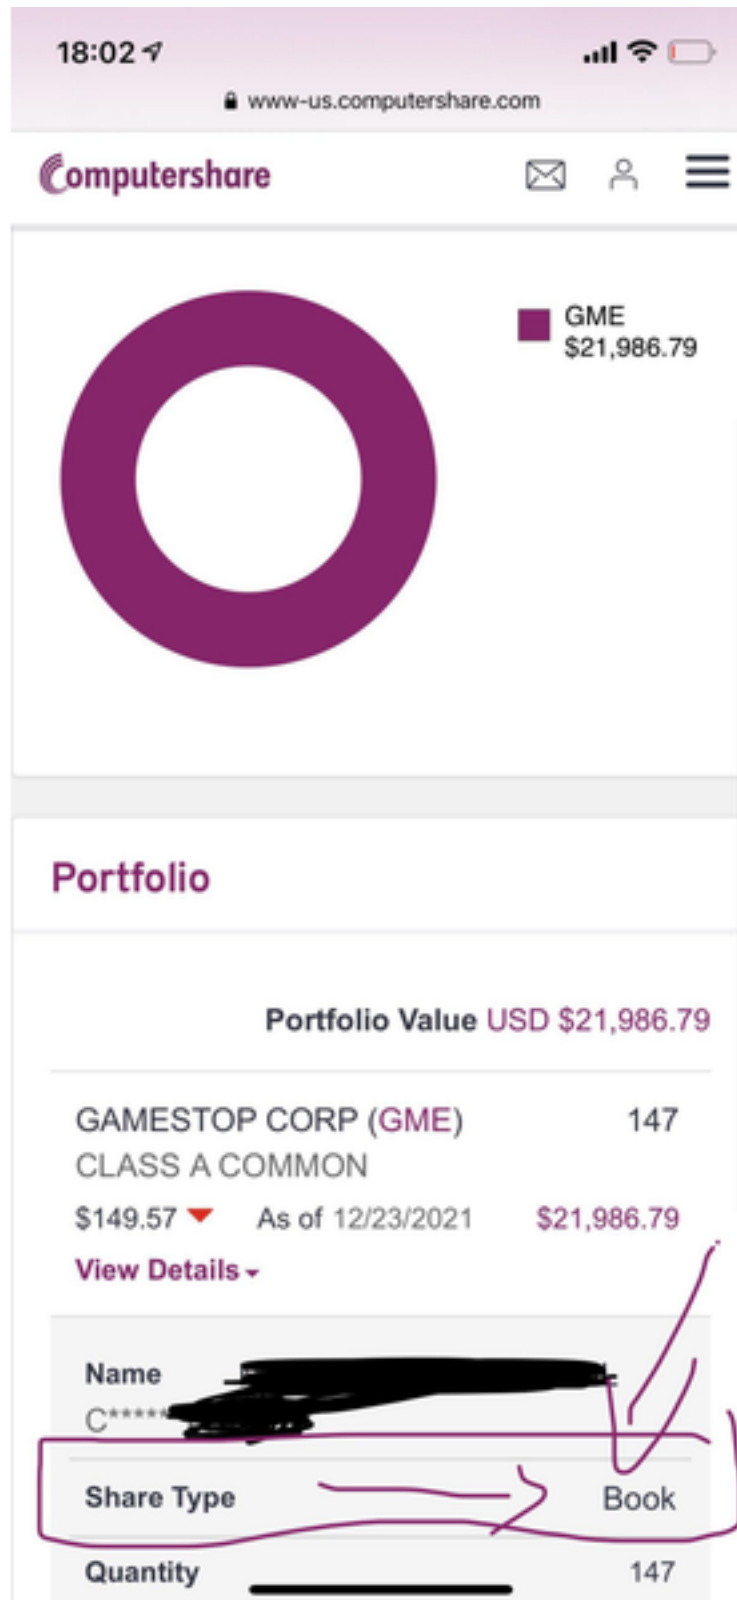 18:02
www-us.computershare.com
Computershare
GME
$21,986.79
Portfolio
Portfolio Value USD $21,986.79
GAMESTOP CORP (GME) 147
CLASS A COMMON
$149.57 As of 12/23/2021 $21,986.79
View Details
Name
C*****
Share Type Book
Quantity 147